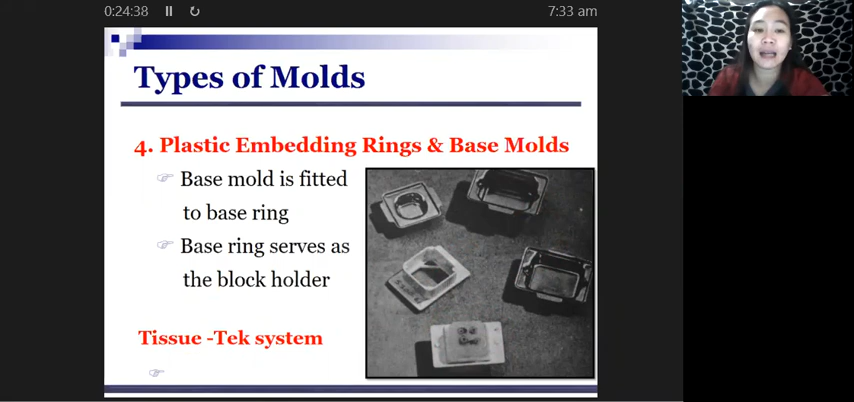 0:24:38
7:33 am
Types of Molds
4. Plastic Embedding Rings & Base Molds
Base mold is fitted
to base ring
Base ring serves as
the block holder
Tissue -Tek system